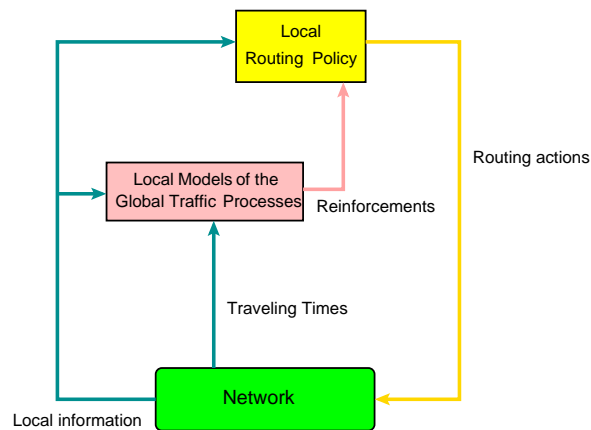 Local
Routing Policy
Routing actions
Local Models of the
Global Traffic Processes
Reinforcements
Traveling Times
Network
Local information